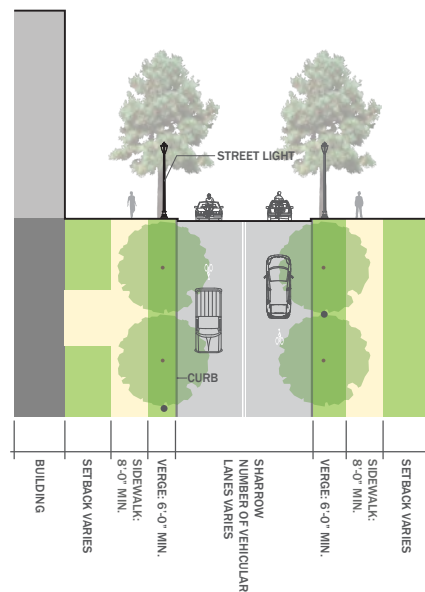 STREET LIGHT
CURB
BUILDING
SETBACK VARIES
SIDEWALK:
8'-0" MIN.
VERGE: 6'-0" MIN.
SHARROW
NUMBER OF VEHICULAR
LANES VARIES
VERGE: 6'-0" MIN.
SIDEWALK:
8'-0" MIN.
SETBACK VARIES